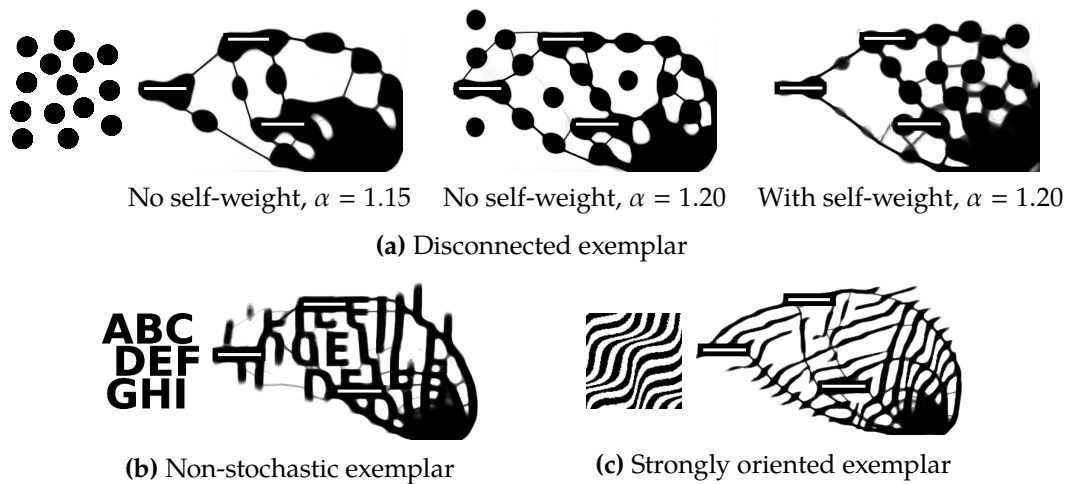 No self-weight, α = 1.15
No self-weight, α = 1.20
With self-weight, α = 1.20
(a) Disconnected exemplar
ABC
DEF
GHI
E
(b) Non-stochastic exemplar
(c) Strongly oriented exemplar